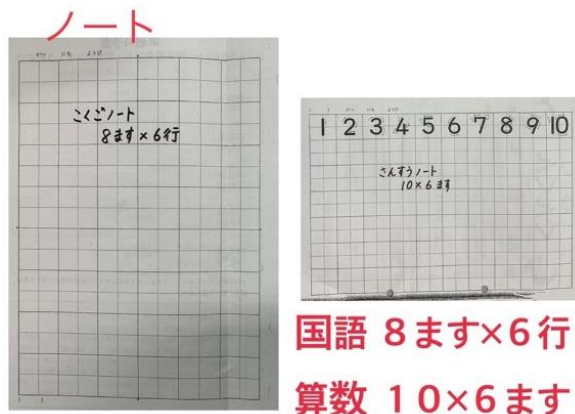 ノート
こくごノート
8ます×6行
1 2 3 4 5 6 7 8 9 10
さんすうノート
10×6ます
国語 8ます×6行
算数 10×6ます